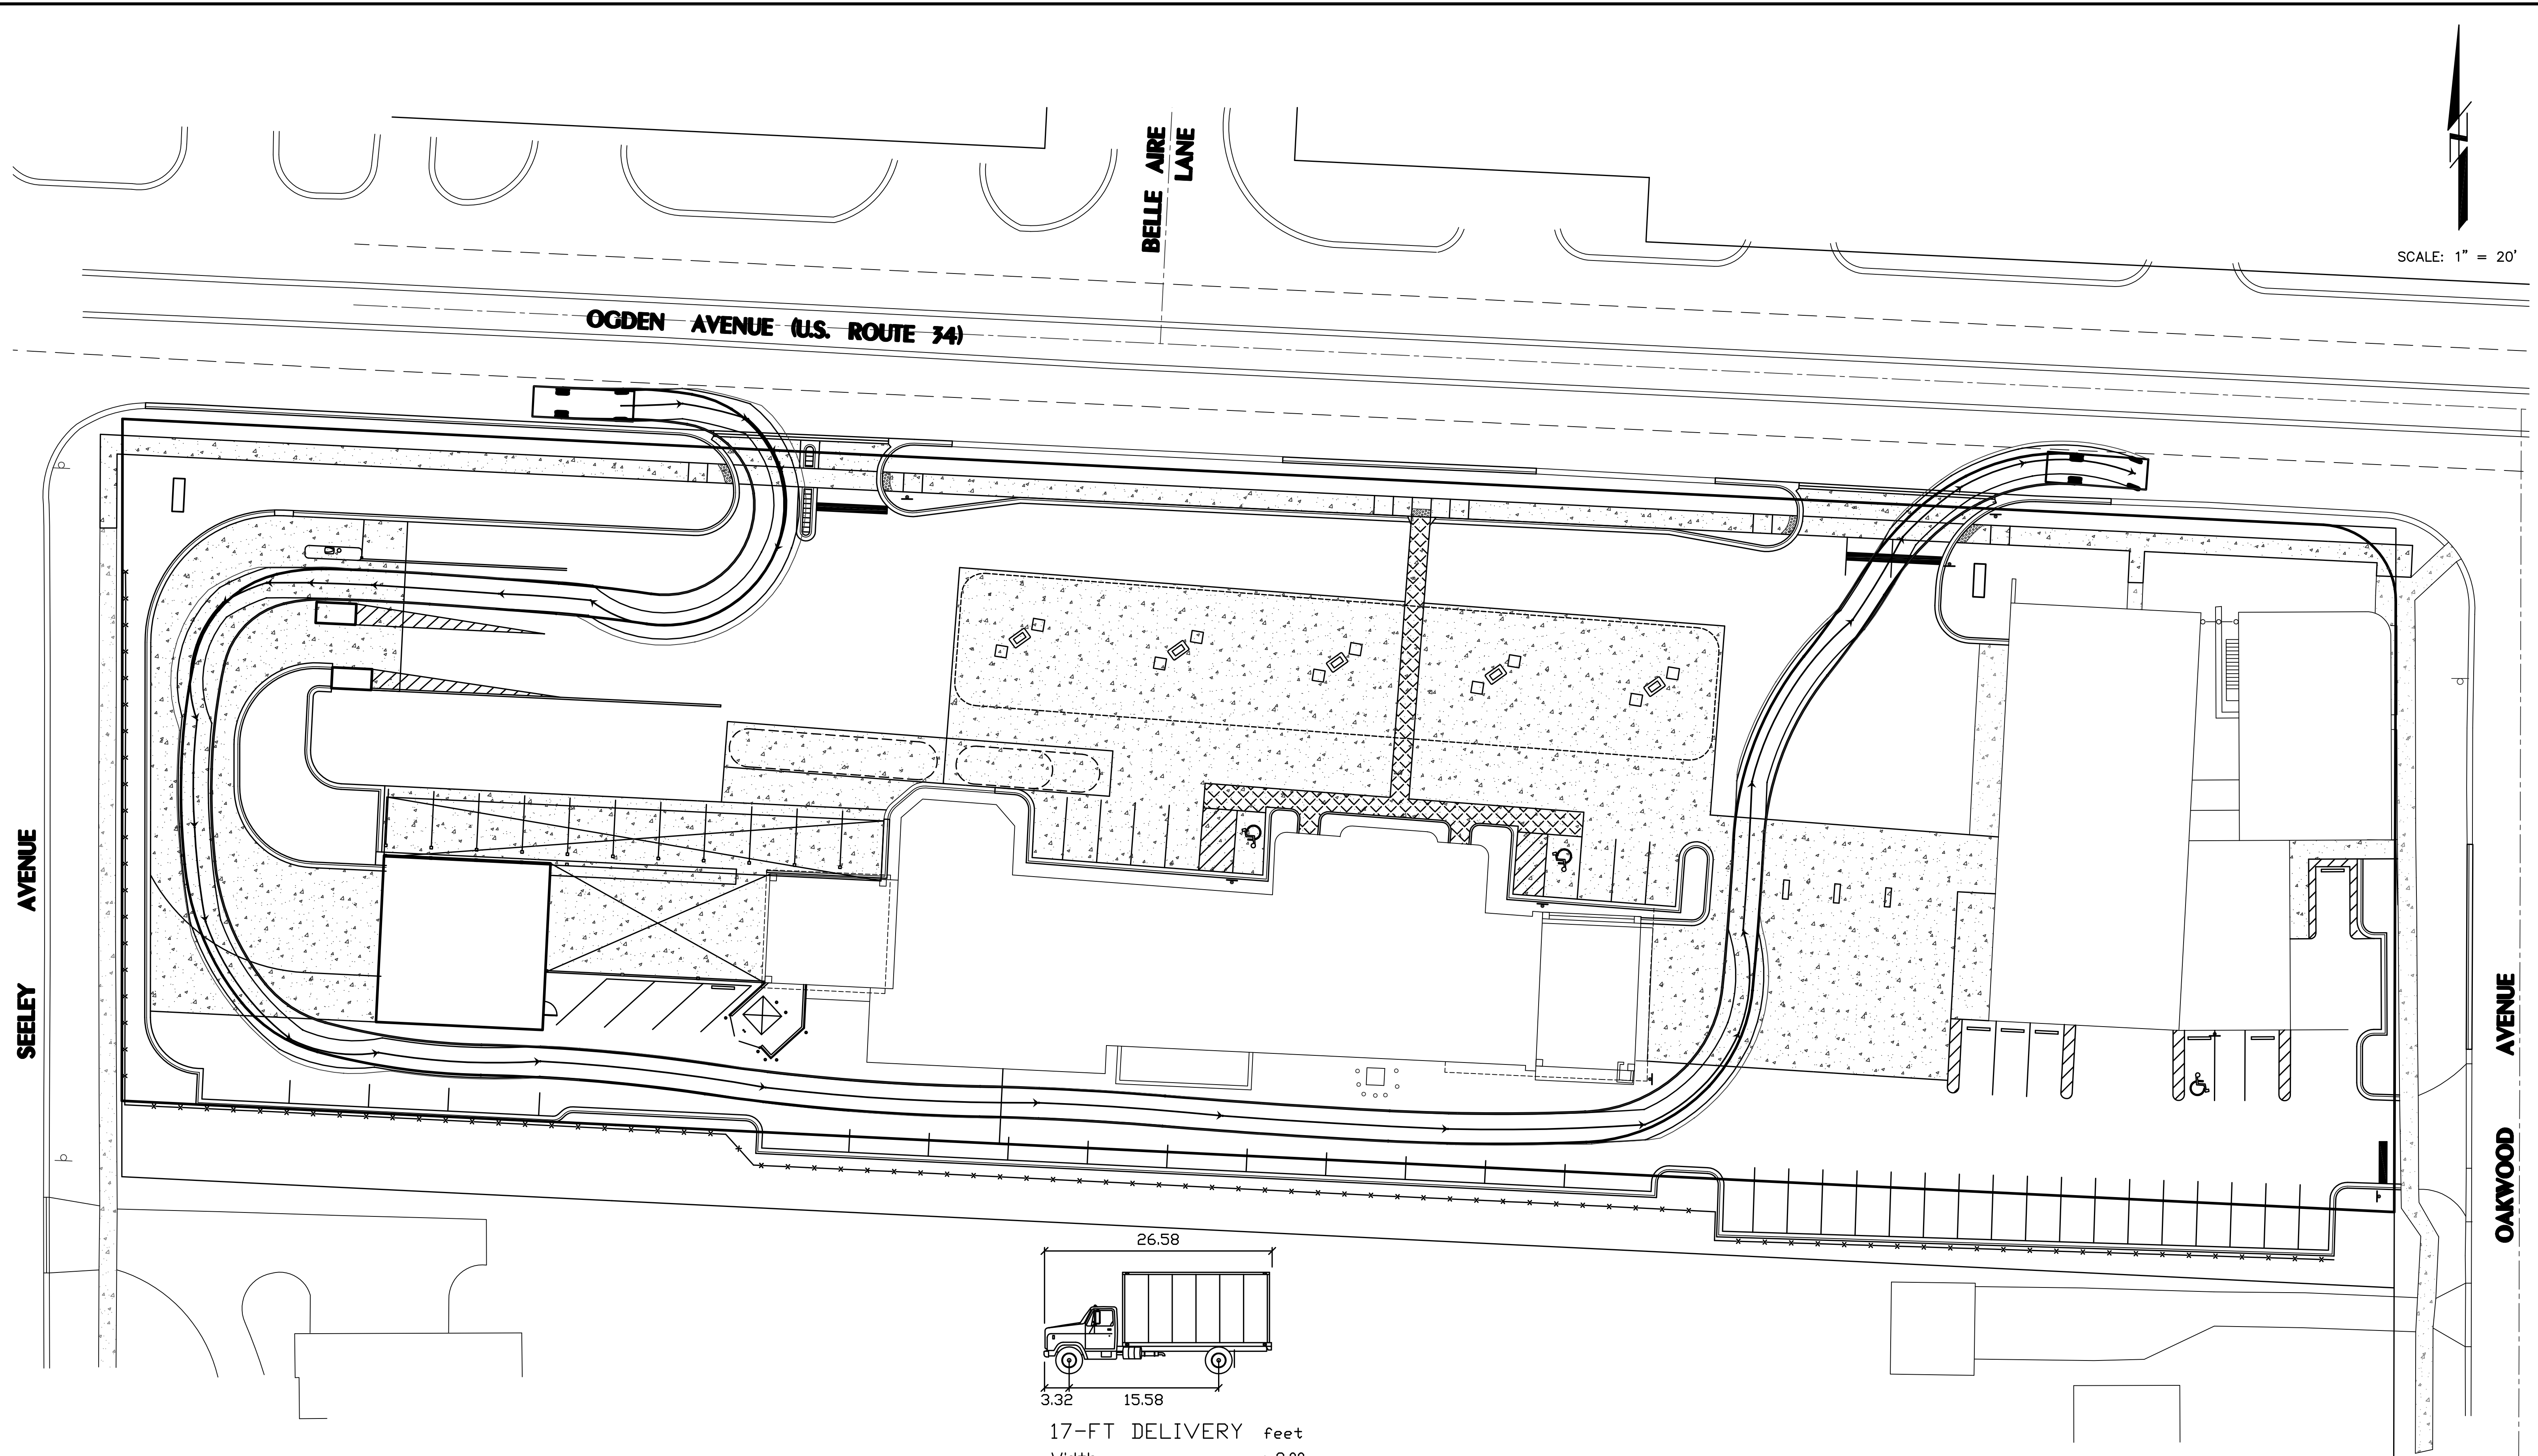 BELLE AIRE
LANE
SCALE: 1" = 20'
OGDEN AVENUE (U.S. ROUTE 34)
SEELEY AVENUE
OAKWOOD AVENUE
26.58
3.32 15.58
17-FT DELIVERY feet